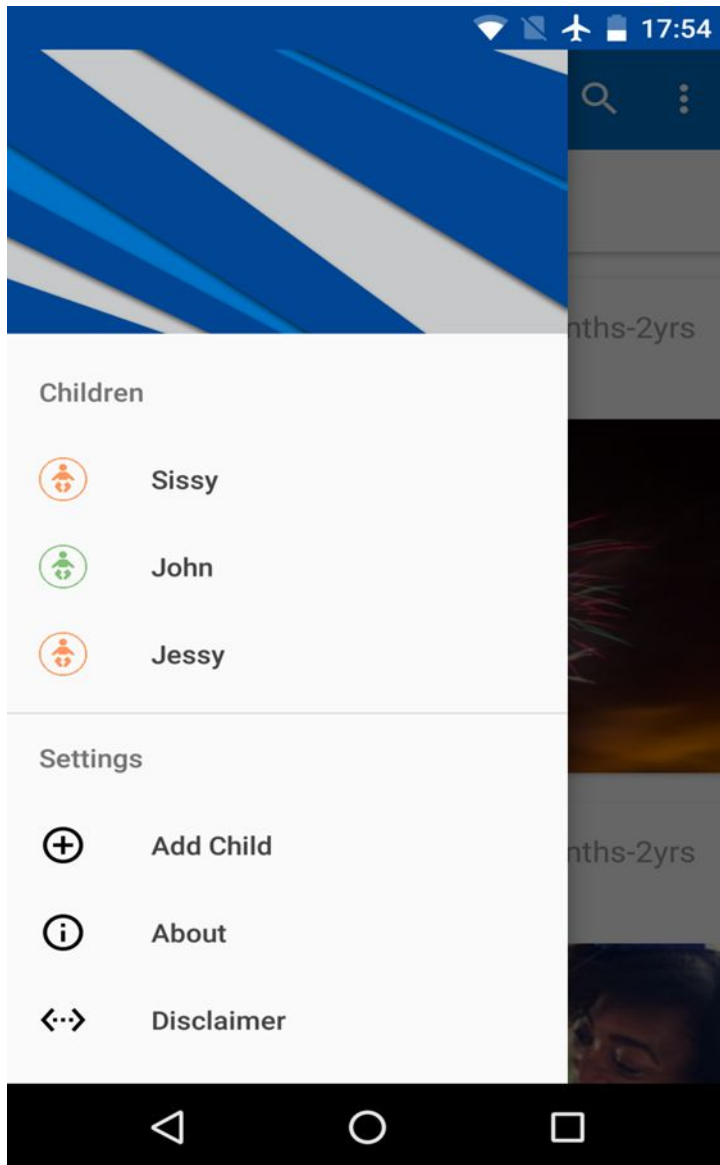 17:54
Children
Sissy
John
Jessy
Settings
Add Child
About
Disclaimer
nths-2yrs
nths-2yrs